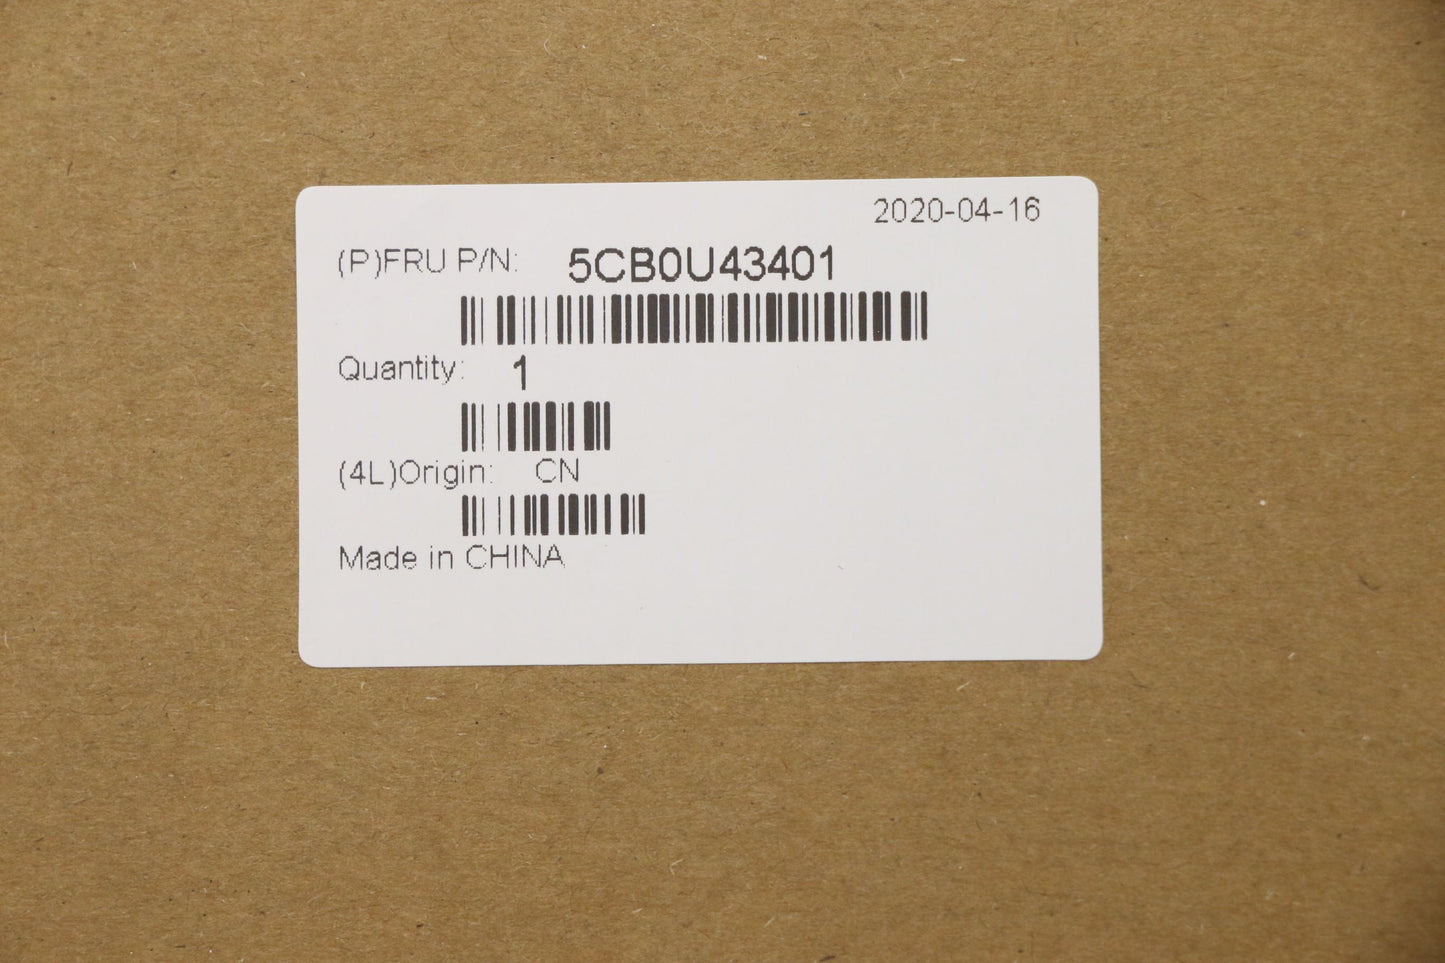 2020-04-16
(P)FRU P/N: 5CB0U43401
Quantity: 1
(4L)Origin: CN
Made in CHINA